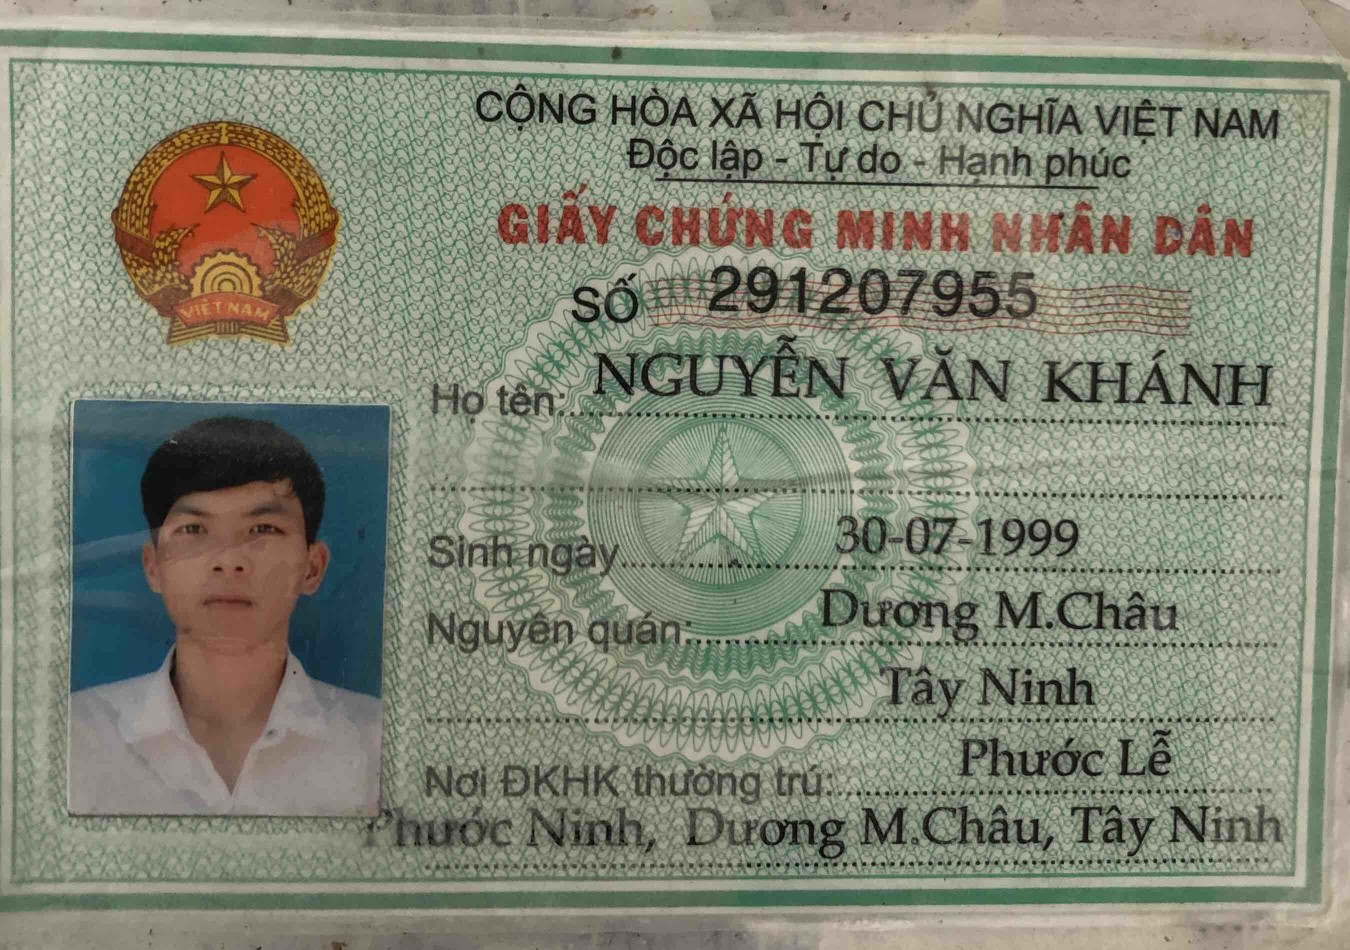 CỘNG HÒA XÃ HỘI CHỦ NGHĨA VIỆT NAM
Độc lập - Tự do - Hạnh phúc
GIẤY CHỨNG MINH NHÂN DÂN
SỐ 291207955
Họ tên: NGUYỄN VĂN KHÁNH
Sinh ngày 30-07-1999
Nguyên quán: Dương M.Châu
Tây Ninh
Nơi ĐKHK thường trú: Phước Lễ
Phước Ninh, Dương M.Châu, Tây Ninh
VIỆT NAM